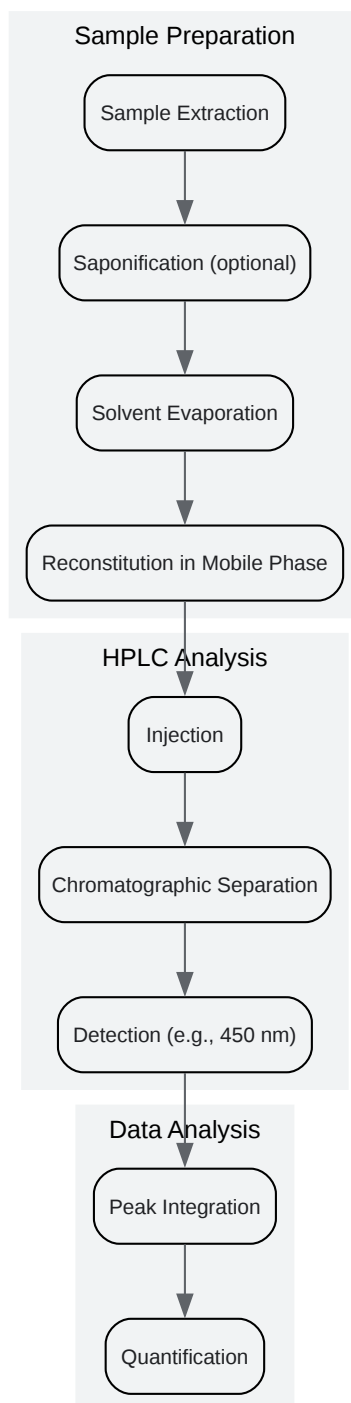 Sample Preparation
Sample Extraction
Saponification (optional)
Solvent Evaporation
Reconstitution in Mobile Phase
HPLC Analysis
Injection
Chromatographic Separation
Detection (e.g., 450 nm)
Data Analysis
Peak Integration
Quantification